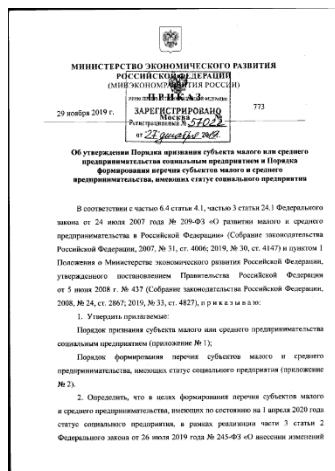 МИНИСТЕРСТВО ЭКОНОМИЧЕСКОГО РАЗВИТИЯ
РОССИЙСКОЙ ФЕДЕРАЦИИ
(МИНЭКОНОМРАЗВИТИЯ РОССИИ)
ПРИКАЗ
ЗАРЕГИСТРИРОВАНО
29 ноября 2019 г.
Москва
773
Регистрационный № 57022
от 27 декабря 2019
Об утверждении Порядка признания субъекта малого или среднего
предпринимательства социальным предприятием и Порядка
формирования перечня субъектов малого и среднего
предпринимательства, имеющих статус социального предприятия
В соответствии с частью 6.4 статьи 4.1, частью 3 статьи 24.1 Федерального
закона от 24 июля 2007 года № 209-ФЗ «О развитии малого и среднего
предпринимательства в Российской Федерации» (Собрание законодательства
Российской Федерации, 2007, № 31, ст. 4006; 2019, № 30, ст. 4147) и пунктом 1
Положения о Министерстве экономического развития Российской Федерации,
утвержденного постановлением Правительства Российской Федерации
от 5 июня 2008 г. № 437 (Собрание законодательства Российской Федерации,
2008, № 24, ст. 2867; 2019, № 33, ст. 4827), п р и к а з ы в а ю:
1. Утвердить прилагаемые:
Порядок признания субъекта малого или среднего предпринимательства
социальным предприятием (приложение № 1);
Порядок формирования перечня субъектов малого и среднего
предпринимательства, имеющих статус социального предприятия (приложение
№ 2).
2. Определить, что в целях формирования перечня субъектов малого
и среднего предпринимательства, имеющих по состоянию на 1 апреля 2020 года
статус социального предприятия, в рамках реализации части 3 статьи 2
Федерального закона от 26 июля 2019 года № 245-ФЗ «О внесении изменений